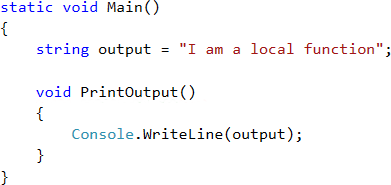 static void Main()
{
    string output = "I am a local function";

    void PrintOutput()
    {
        Console.WriteLine(output);
    }
}